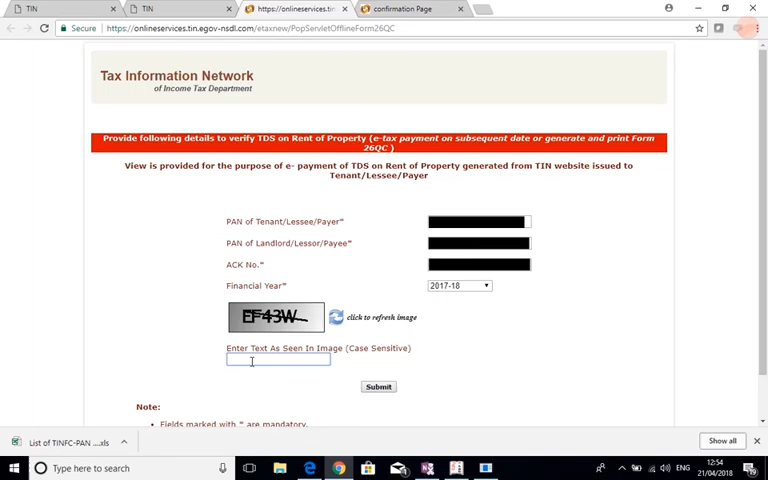 TIN
TIN
https://onlineservices.tin
confirmation Page
Secure
https://onlineservices.tin.egov-nsdl.com/etaxnew/PopServletOfflineForm26QC
Tax Information Network
of Income Tax Department
Provide following details to verify TDS on Rent of Property (e-tax payment on subsequent date or generate and print Form
26QC )
View is provided for the purpose of e- payment of TDS on Rent of Property generated from TIN website issued to
Tenant/Lessee/Payer
PAN of Tenant/Lessee/Payer*
PAN of Landlord/Lessor/Payee*
ACK No.*
Financial Year*
2017-18
EF43W
click to refresh image
Enter Text As Seen In Image (Case Sensitive)
Submit
Note:
Fields marked with * are mandatory.
List of TINFC-PAN ....xls
Show all
Type here to search
ENG
12:54
21/04/2018